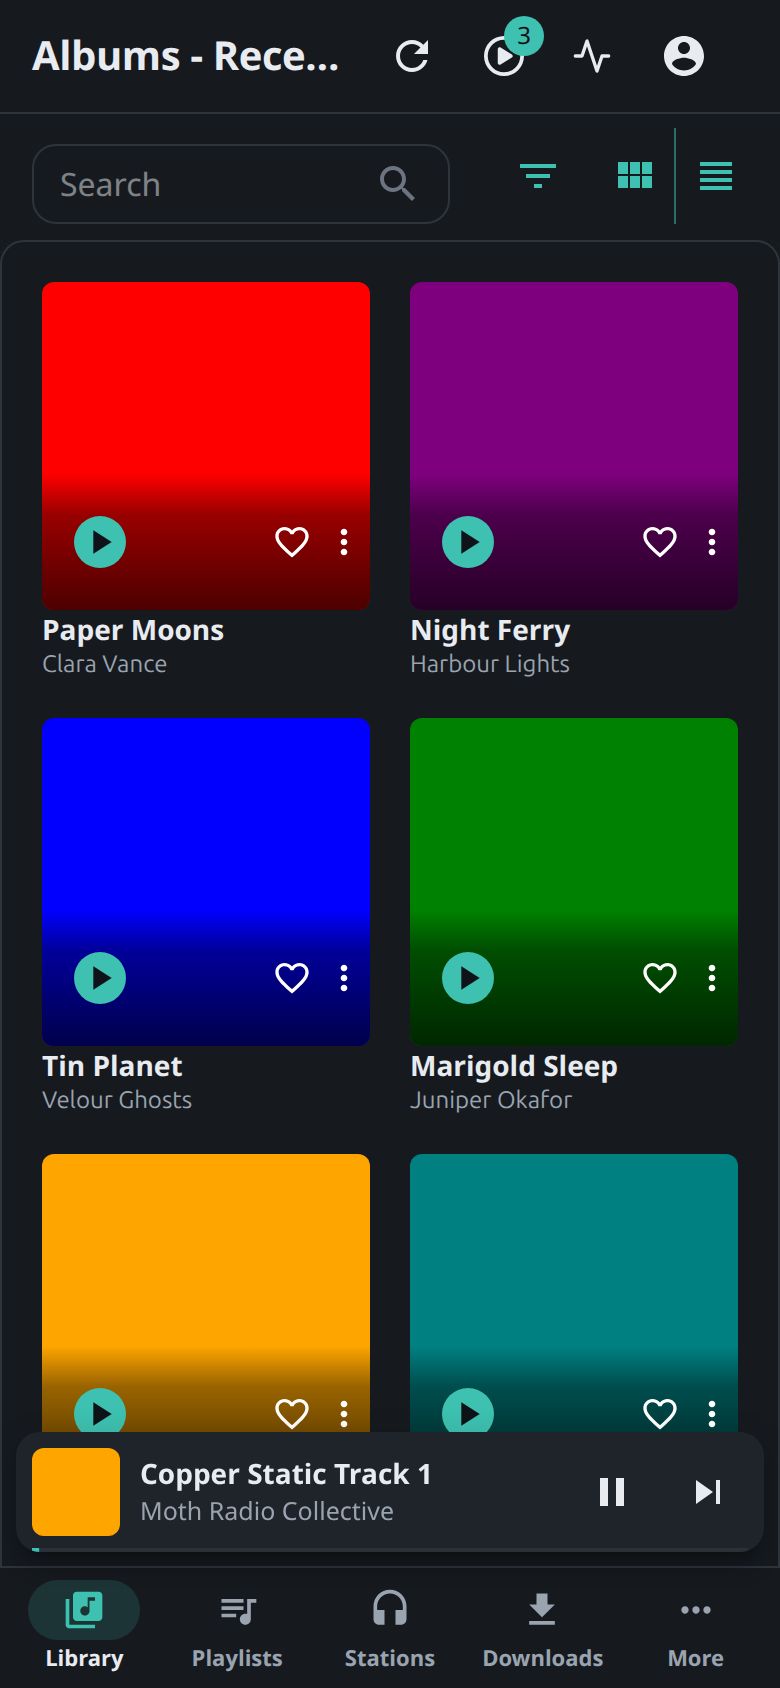 Albums - Rece...
3
Search
Paper Moons
Clara Vance
Night Ferry
Harbour Lights
Tin Planet
Velour Ghosts
Marigold Sleep
Juniper Okafor
Copper Static Track 1
Moth Radio Collective
Library
Playlists
Stations
Downloads
More